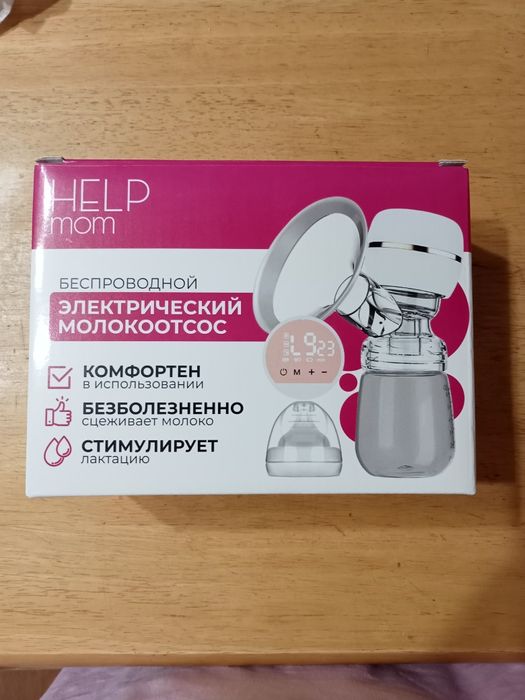 HELP
mom
БЕСПРОВОДНОЙ
ЭЛЕКТРИЧЕСКИЙ
МОЛОКООТСОС
КОМФОРТЕН
в использовании
БЕЗБОЛЕЗНЕННО
сцеживает молоко
СТИМУЛИРУЕТ
лактацию
L9 23
M + -